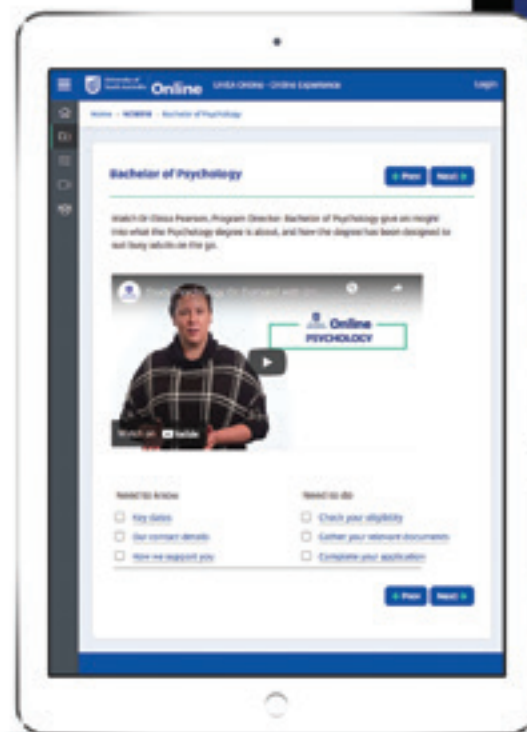 University of
South Australia
Online
UniSA Online - Online Experience
Login
Home
Bachelor of Psychology
Bachelor of Psychology
Prev
Next
Watch Dr Pearson, Program Director: Bachelor of Psychology give an insight
into what the Psychology degree is about, and how the degree has been designed to
suit busy adults on the go.
Online
PSYCHOLOGY
Watch on YouTube
Need to know
Need to do
Key dates
Check your eligibility
Our contact details
Gather your relevant documents
How we support you
Complete your application
Prev
Next